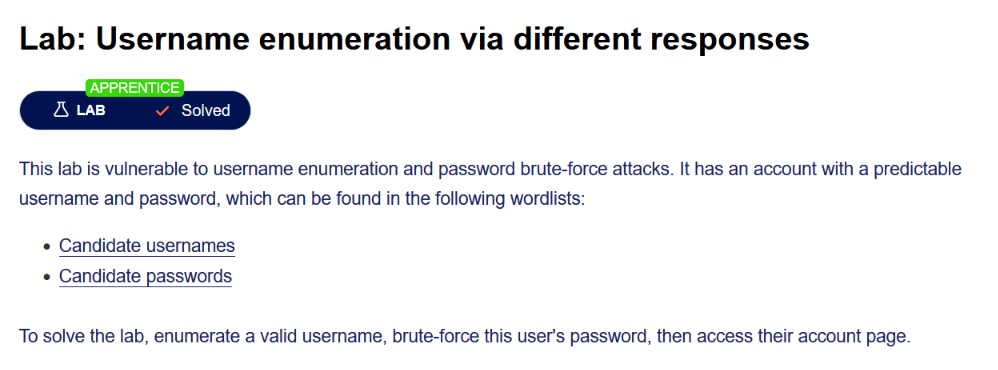 Lab: Username enumeration via different responses
APPRENTICE
LAB Solved
This lab is vulnerable to username enumeration and password brute-force attacks. It has an account with a predictable
username and password, which can be found in the following wordlists:
• Candidate usernames
• Candidate passwords
To solve the lab, enumerate a valid username, brute-force this user's password, then access their account page.